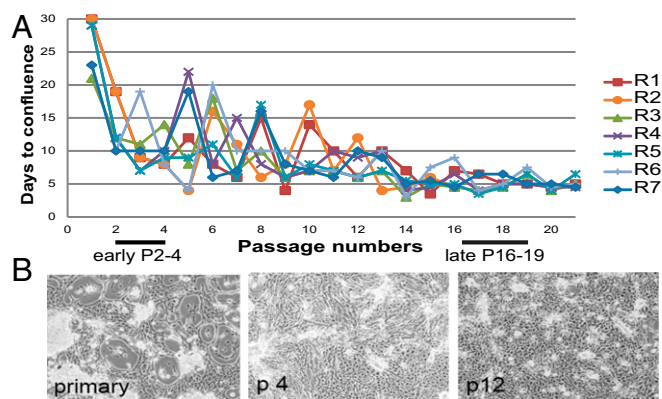 A
Days to confluence
30
25
20
15
10
5
0
0 2 4 6 8 10 12 14 16 18 20
Passage numbers
early P2-4
late P16-19
R1
R2
R3
R4
R5
R6
R7
B
primary
p 4
p12